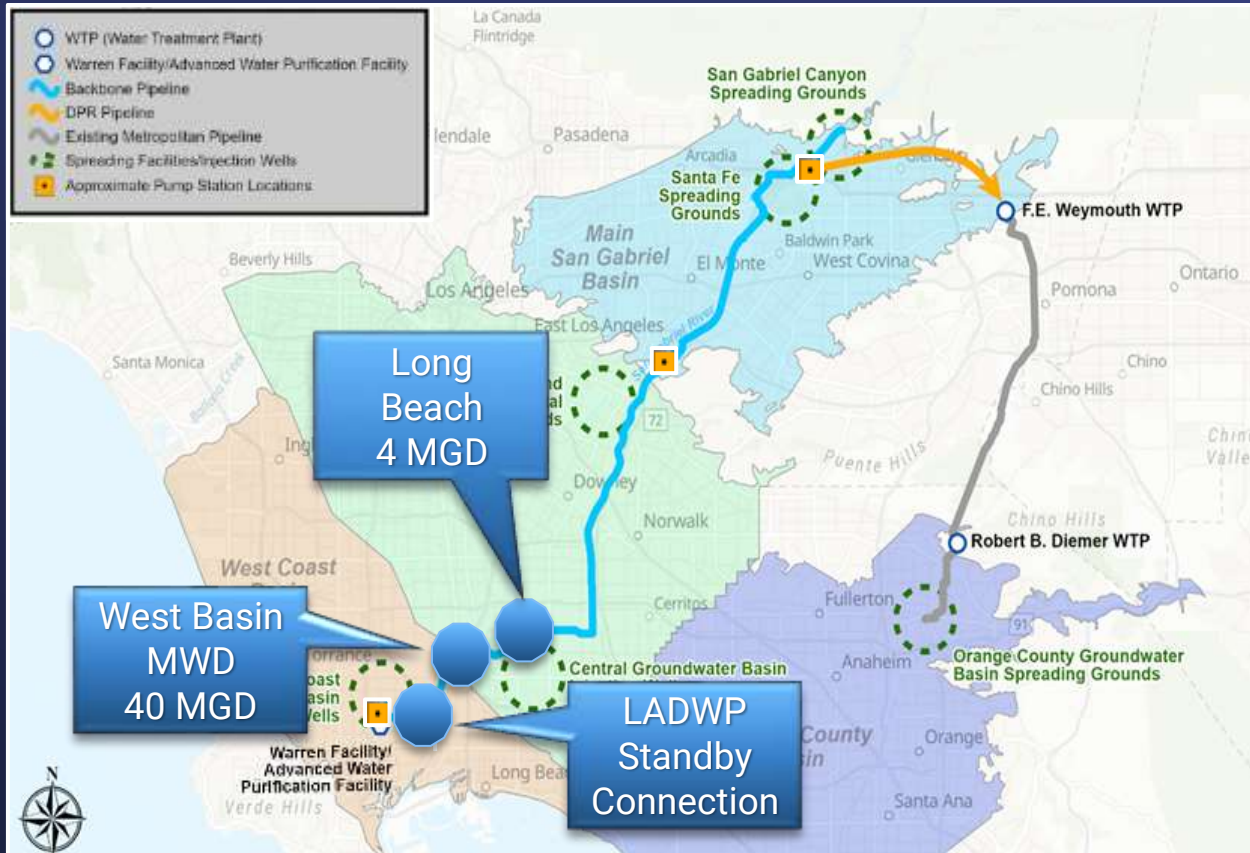 WTP (Water Treatment Plant)
Warren Facility/Advanced Water Purification Facility
Backbone Pipeline
DPR Pipeline
Existing Metropolitan Pipeline
Spreading Facilities/Injection Wells
Approximate Pump Station Locations
La Canada
Flintridge
lendale
Pasadena
San Gabriel Canyon
Spreading Grounds
Arcadia
Santa Fe
Spreading
Grounds
F.E. Weymouth WTP
Main
San Gabriel
Basin
Baldwin Park
El Monte
West Covina
Beverly Hills
Los Angeles
East Los Angeles
Ontario
Pomona
Santa Monica
Chino
Chino Hills
72
Long
Beach
4 MGD
Downey
Puente Hills
Norwalk
Chino Hills
Robert B. Diemer WTP
West Coast
Cerritos
Fullerton
91
West Basin
MWD
40 MGD
Anaheim
Central Groundwater Basin
Orange County Groundwater
Basin Spreading Grounds
LADWP
Standby
Connection
County
Orange
Warren Facility/
Advanced Water
Purification Facility
Santa Ana
N